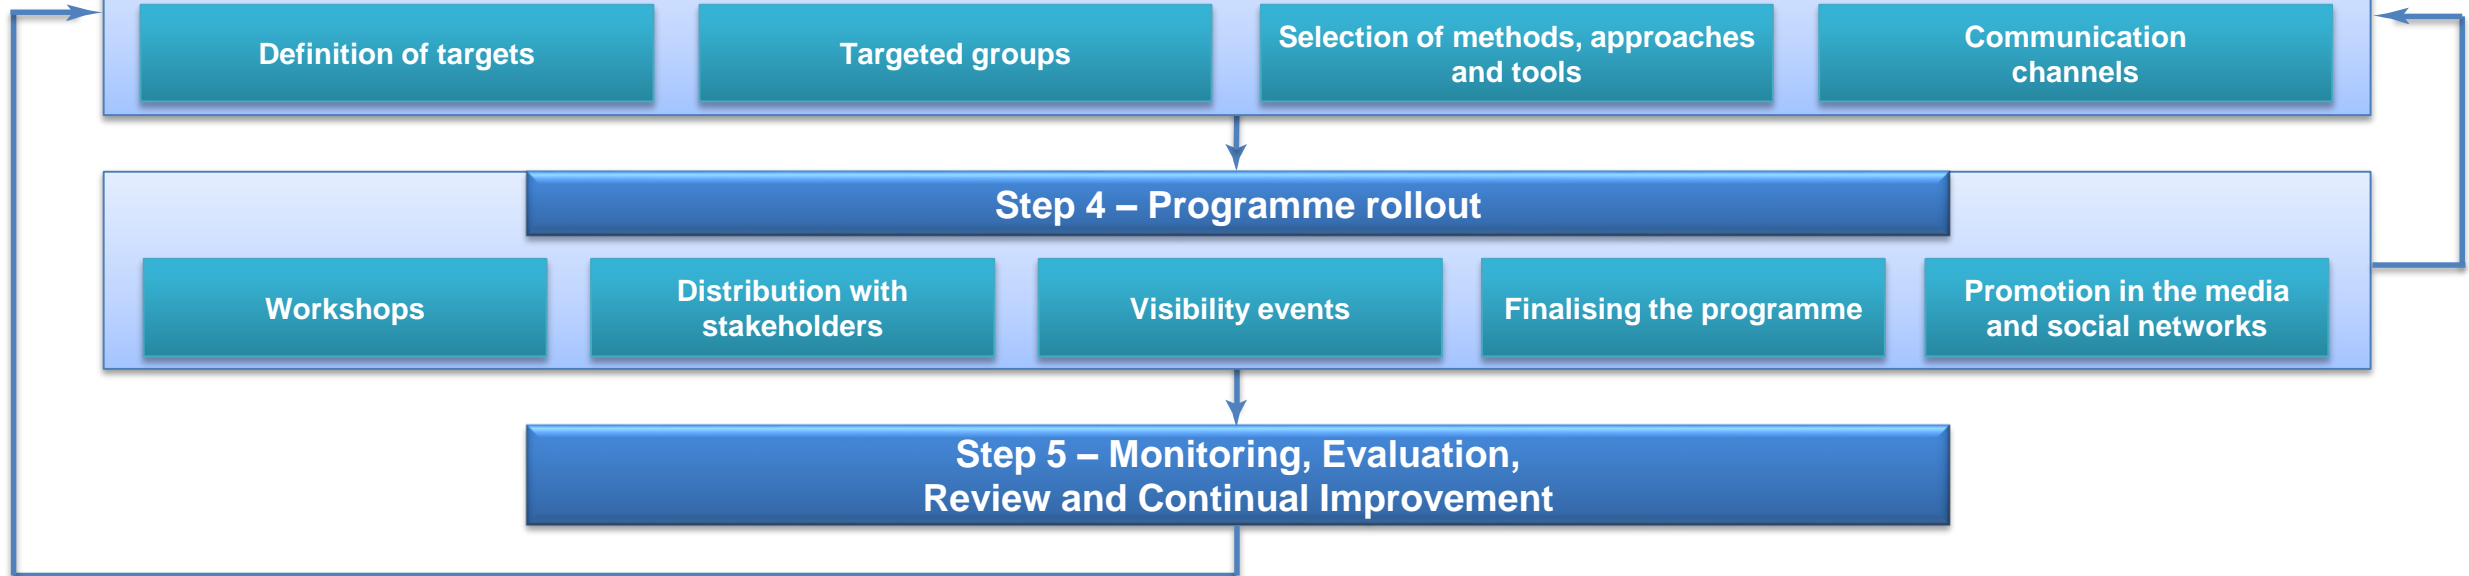 Definition of targets
Targeted groups
Selection of methods, approaches
and tools
Communication
channels
Step 4 – Programme rollout
Workshops
Distribution with
stakeholders
Visibility events
Finalising the programme
Promotion in the media
and social networks
Step 5 – Monitoring, Evaluation,
Review and Continual Improvement